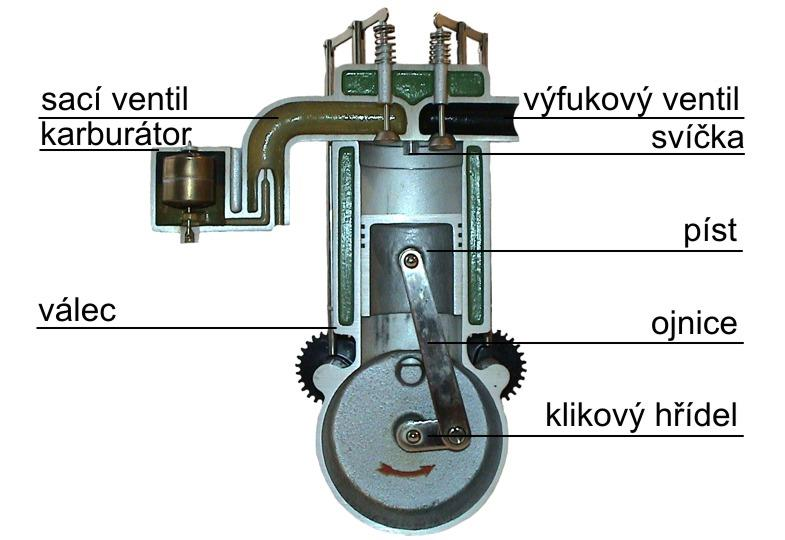 sací ventil
karburátor
válec
výfukový ventil
svíčka
píst
ojnice
klikový hřídel